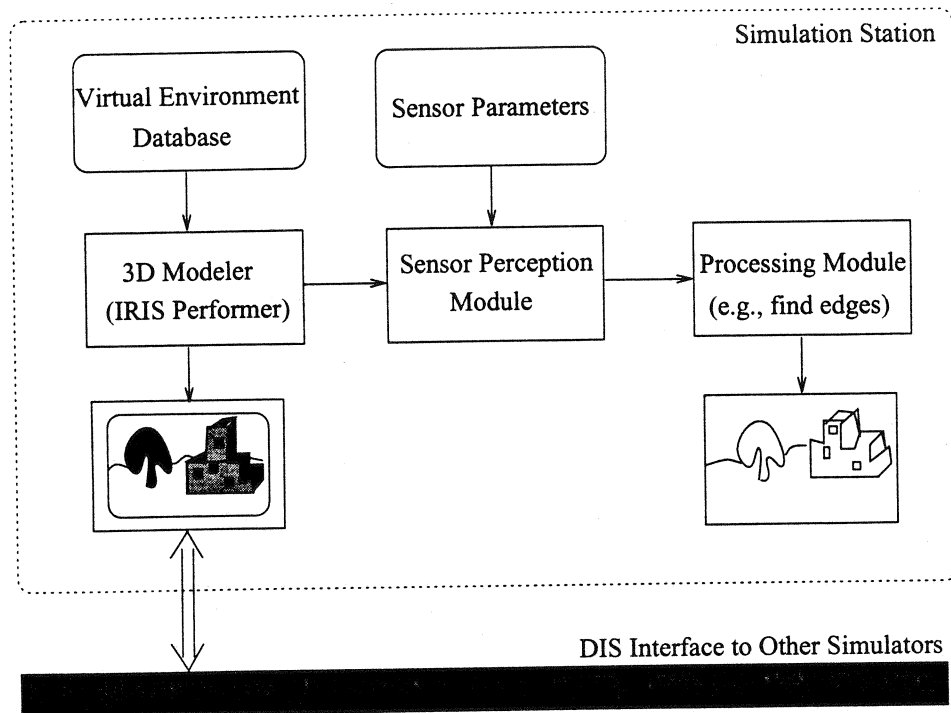 Simulation Station
Virtual Environment
Database
Sensor Parameters
3D Modeler
(IRIS Performer)
Sensor Perception
Module
Processing Module
(e.g., find edges)
DIS Interface to Other Simulators